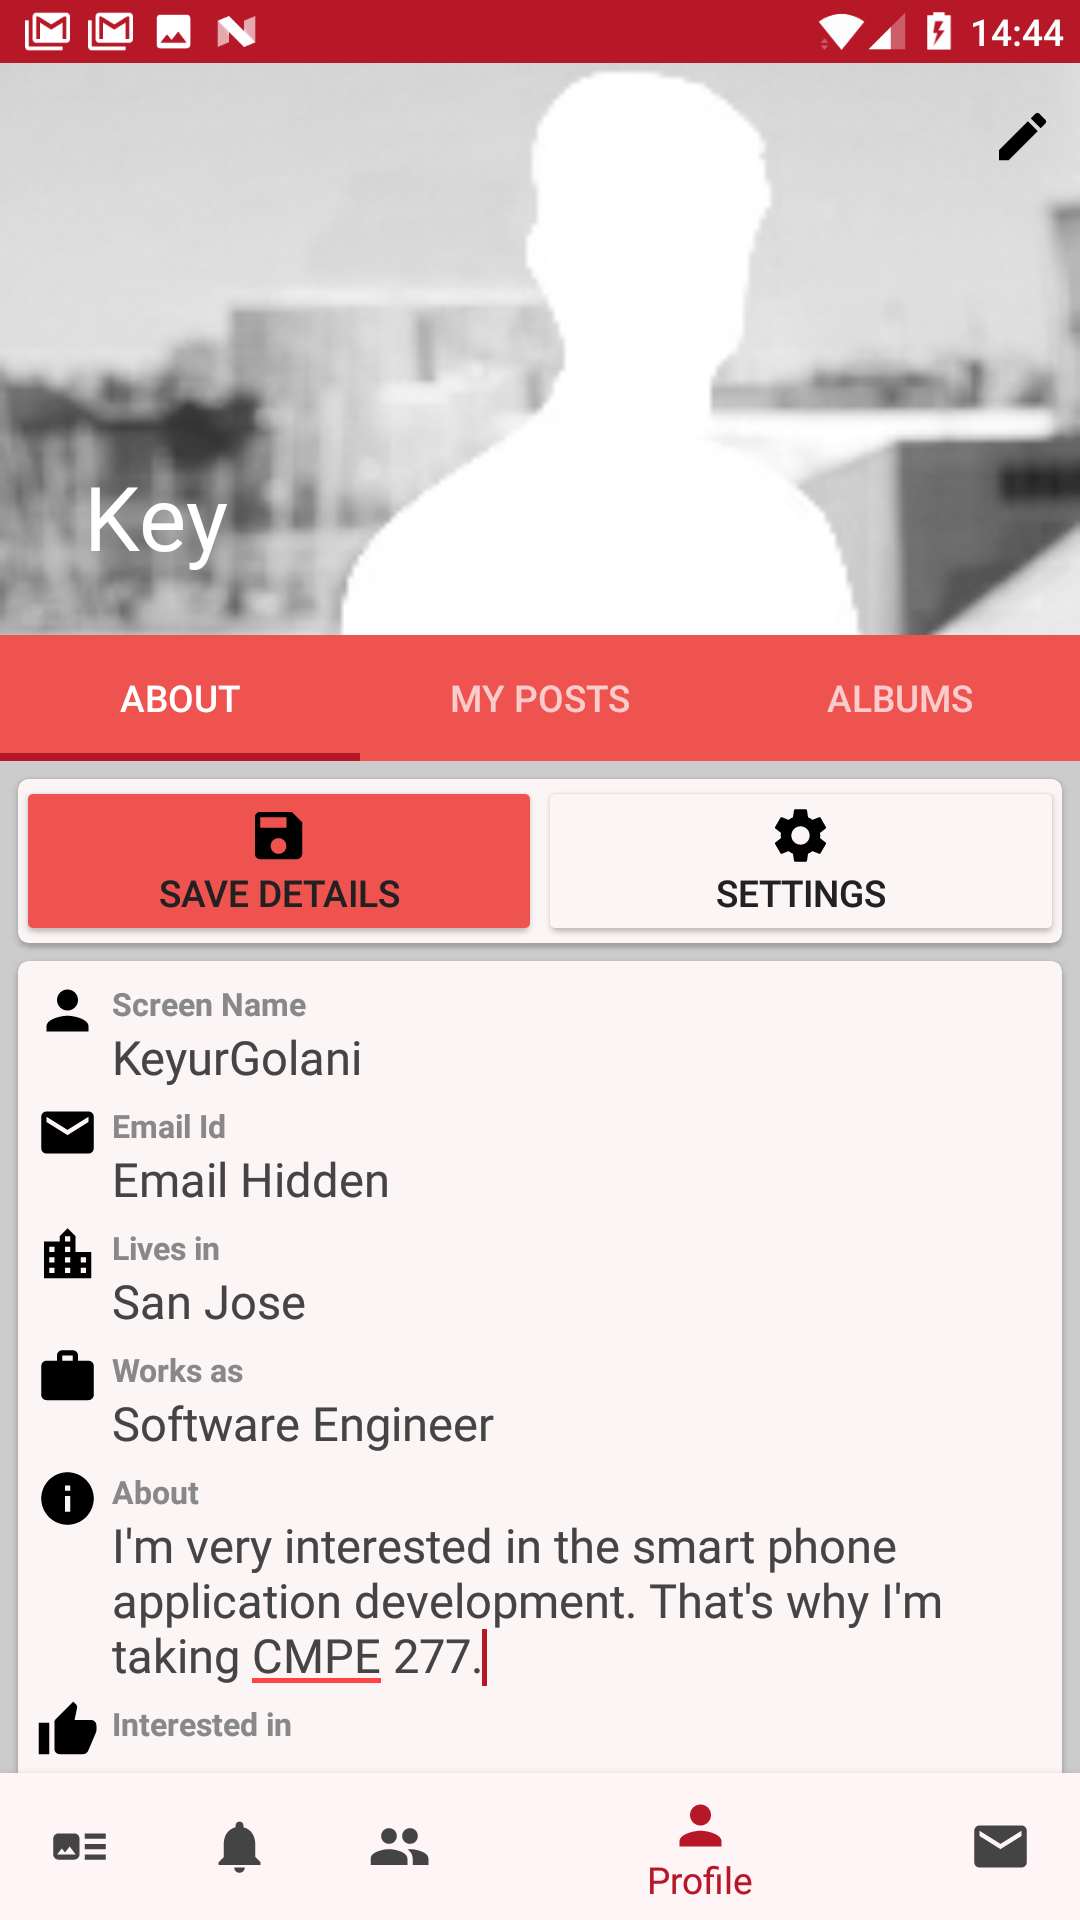 14:44
Key
ABOUT
MY POSTS
ALBUMS
SAVE DETAILS
SETTINGS
Screen Name
KeyurGolani
Email Id
Email Hidden
Lives in
San Jose
Works as
Software Engineer
About
I'm very interested in the smart phone
application development. That's why I'm
taking CMPE 277.
Interested in
Profile